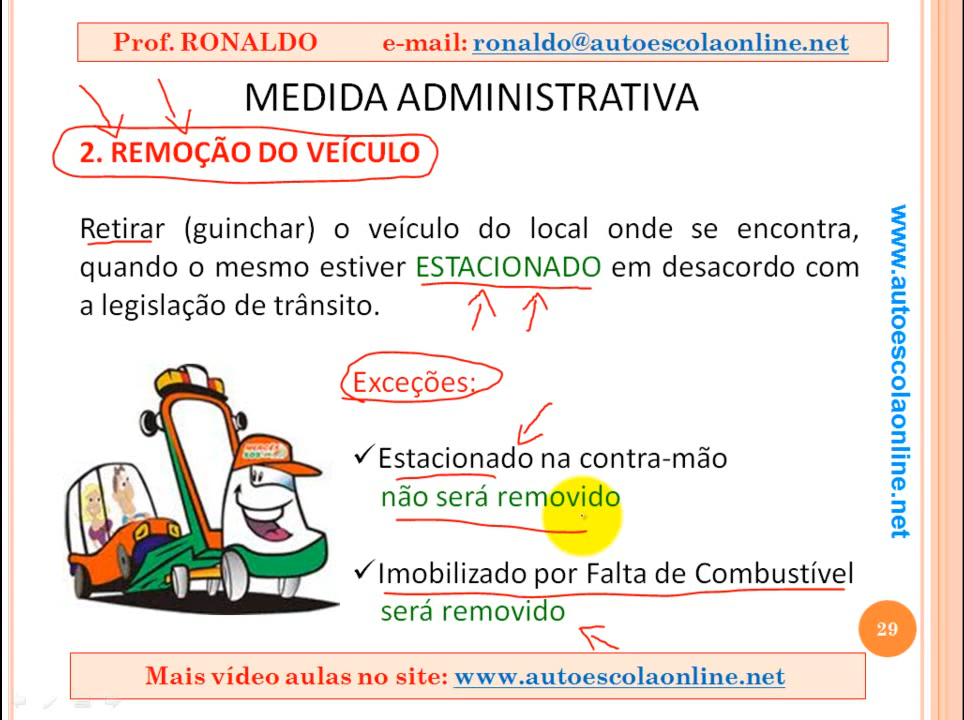 Prof. RONALDO e-mail: ronaldo@autoescolaonline.net
MEDIDA ADMINISTRATIVA
2. REMOÇÃO DO VEÍCULO
Retirar (guinchar) o veículo do local onde se encontra,
quando o mesmo estiver ESTACIONADO em desacordo com
a legislação de trânsito.
www.autoescolaonline.net
Exceções:
✓Estacionado na contra-mão
não será removido
✓Imobilizado por Falta de Combustível
será removido
29
Mais vídeo aulas no site: www.autoescolaonline.net